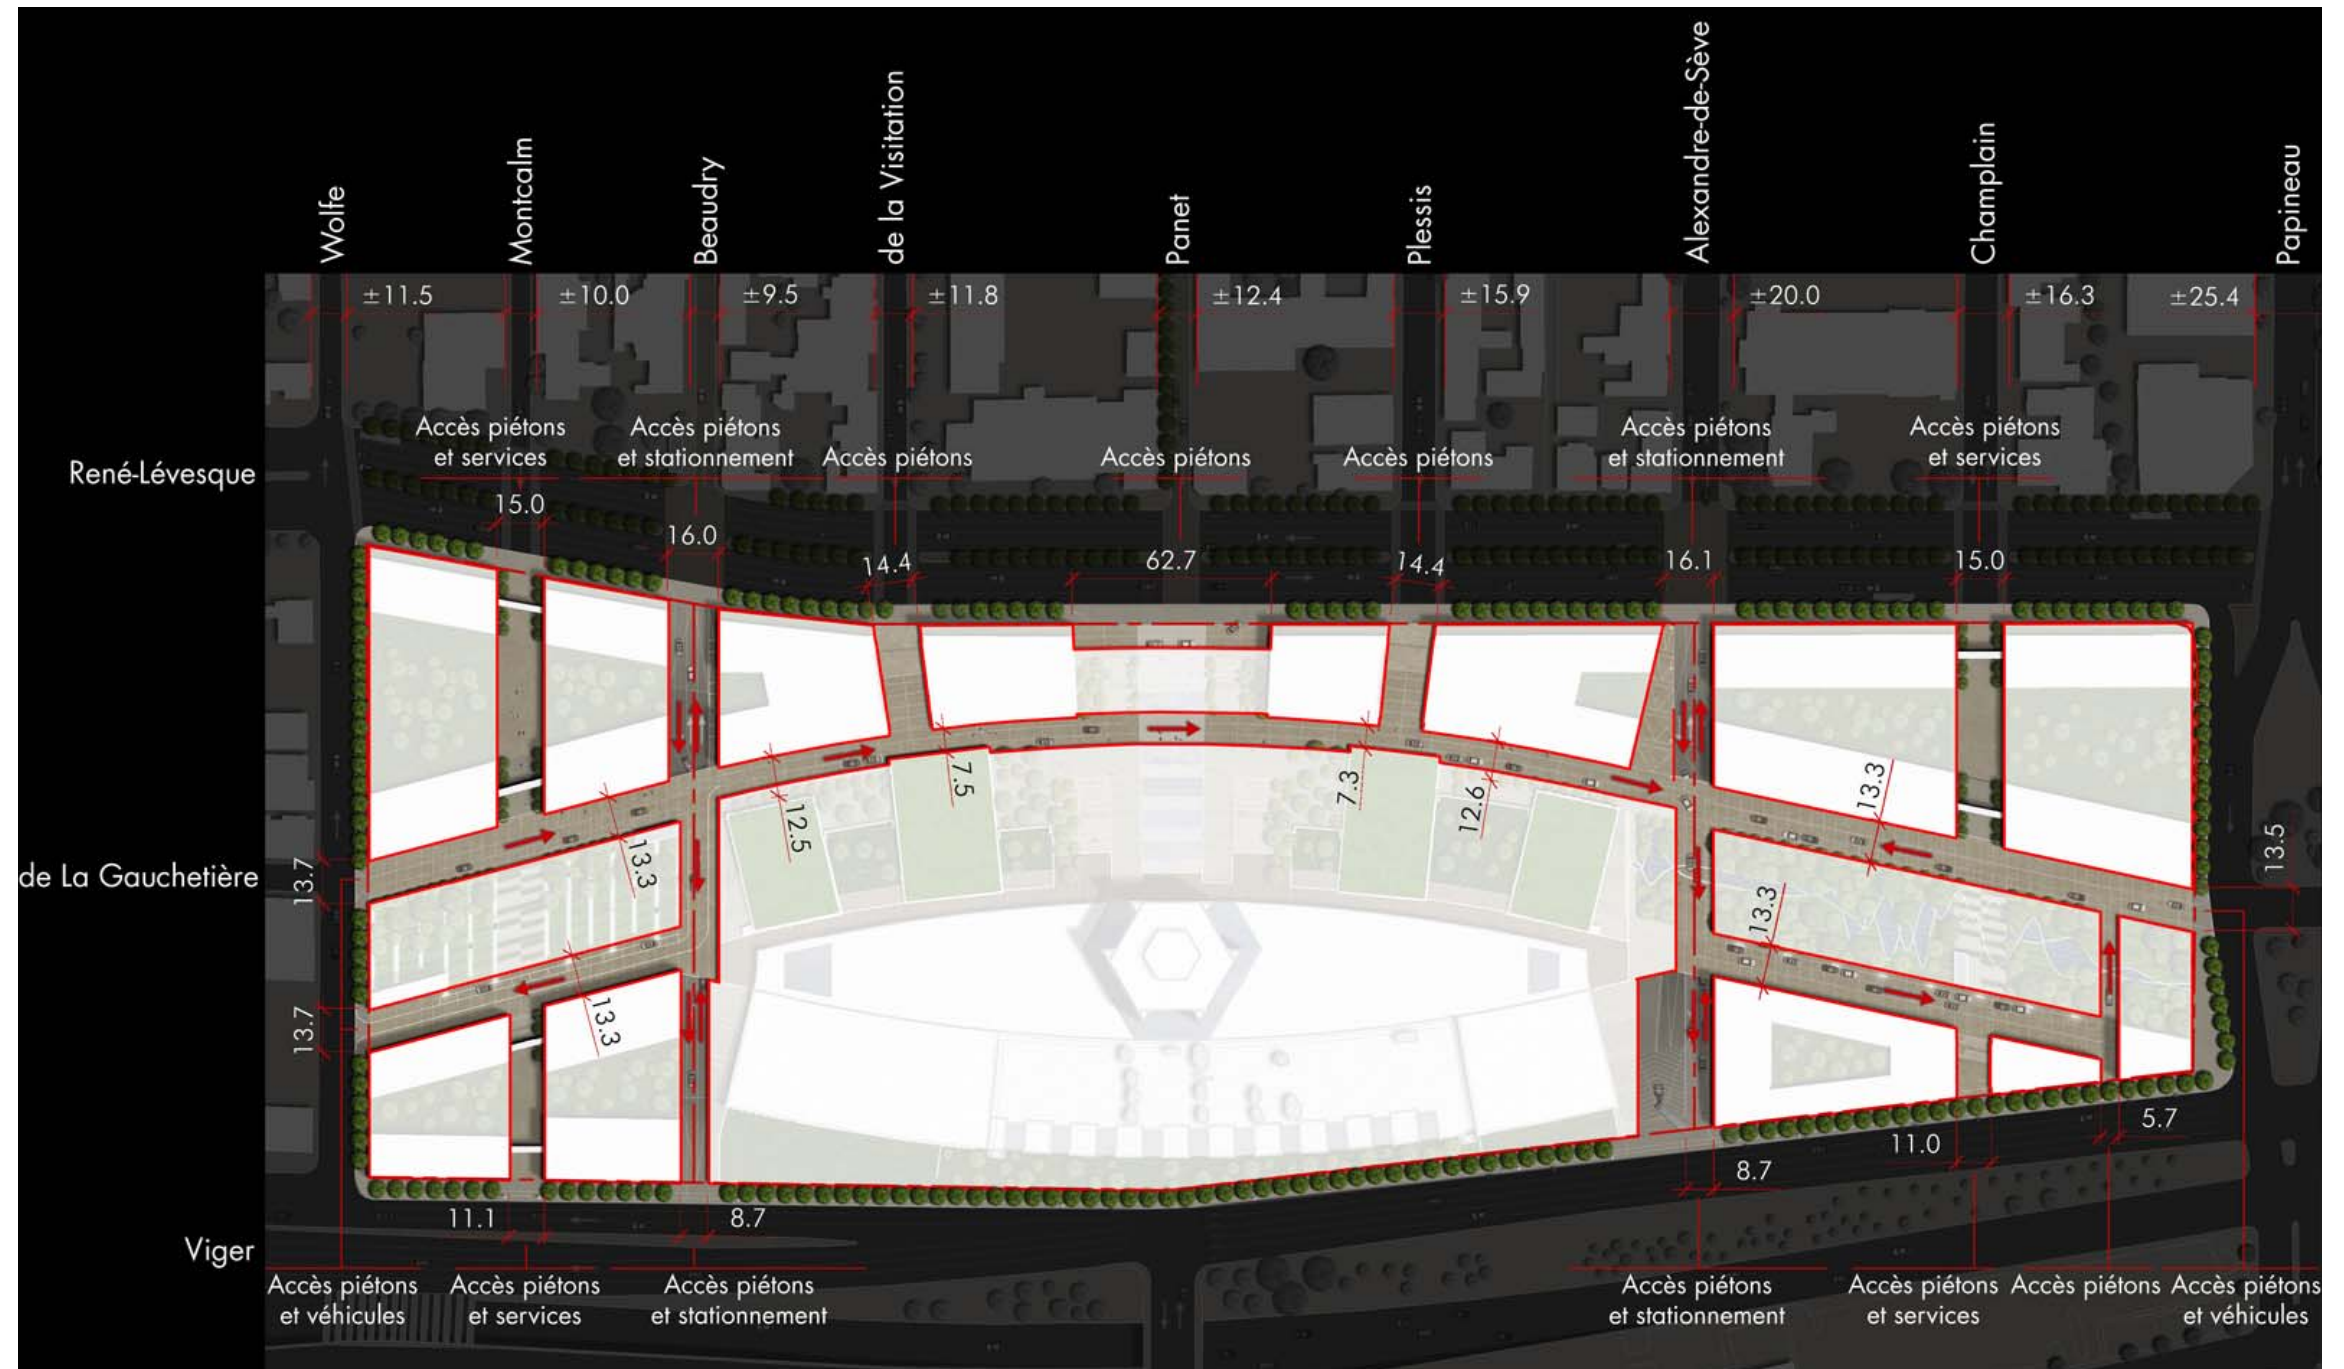 Wolfe
Montcalm
Beaudry
de la Visitation
Panet
Plessis
Alexandre-de-Sève
Champlain
Papineau
±11.5
±10.0
±9.5
±11.8
±12.4
±15.9
±20.0
±16.3
±25.4
Accès piétons
et services
Accès piétons
et stationnement
Accès piétons
Accès piétons
Accès piétons
Accès piétons
et stationnement
Accès piétons
et services
René-Lévesque
15.0
16.0
14.4
62.7
14.4
16.1
15.0
7.5
7.3
12.5
12.6
13.3
13.3
13.3
13.3
13.5
de La Gauchetière
13.7
13.7
5.7
11.0
8.7
11.1
8.7
Viger
Accès piétons
et véhicules
Accès piétons
et services
Accès piétons
et stationnement
Accès piétons
et stationnement
Accès piétons
et services
Accès piétons
Accès piétons
et véhicules